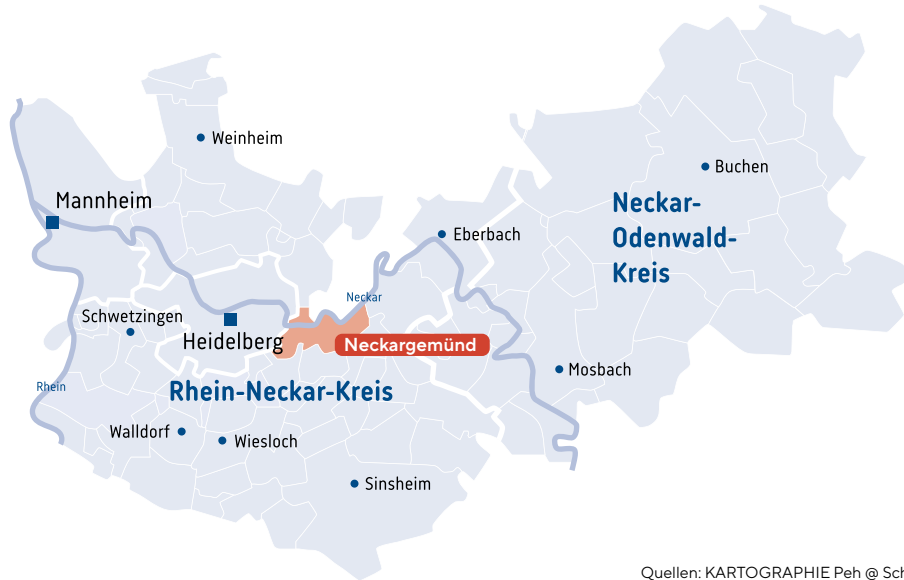 Weinheim
Buchen
Mannheim
Neckar-
Odenwald-
Kreis
Eberbach
Neckar
Schwetzingen
Heidelberg
Neckargemünd
Mosbach
Rhein
Rhein-Neckar-Kreis
Walldorf
Wiesloch
Sinsheim
Quellen: KARTOGRAPHIE Peh @ Sch